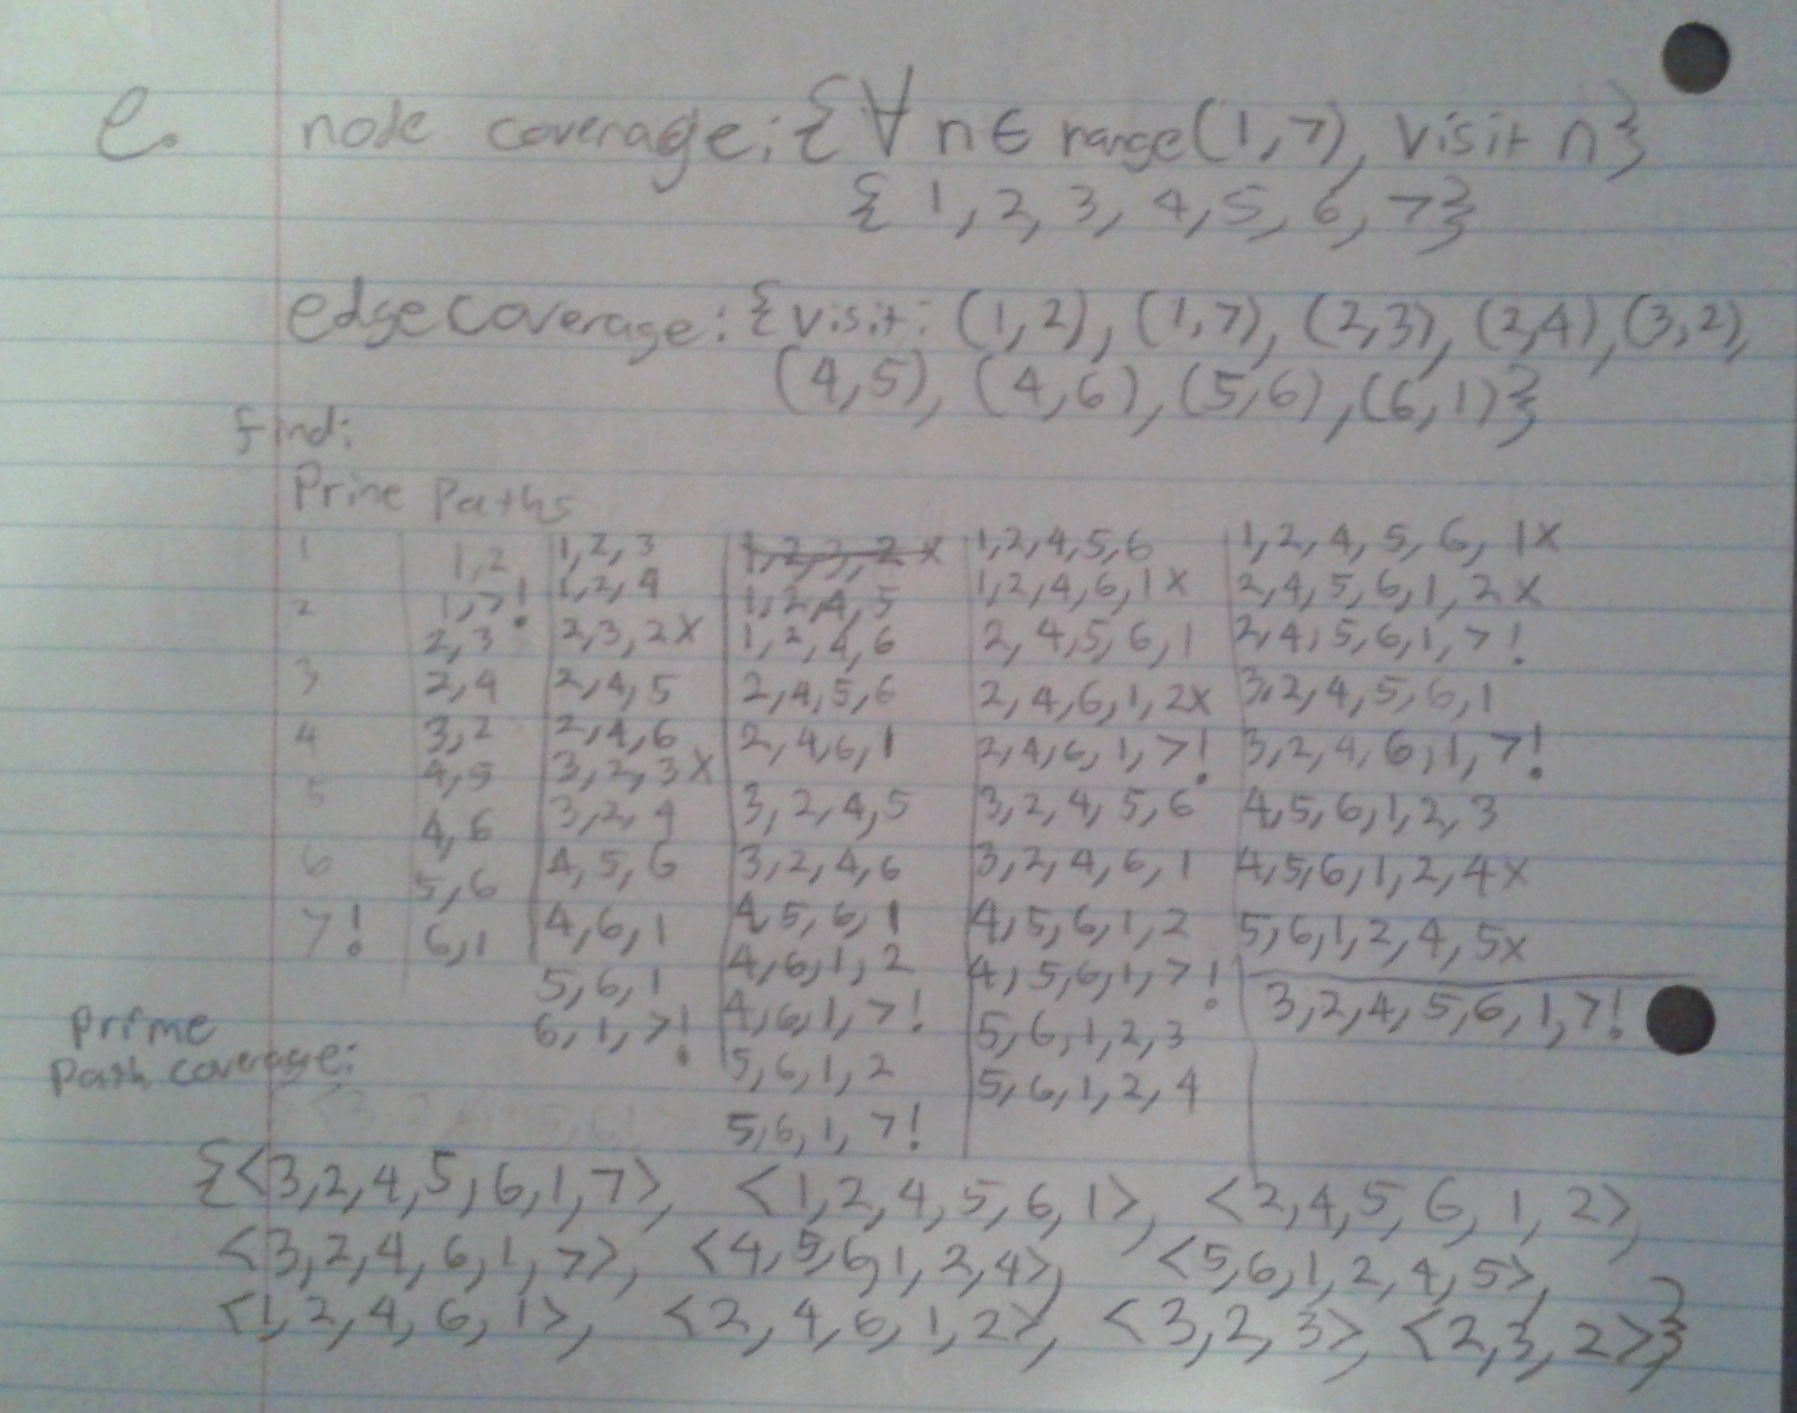 e. node coverage: {∀ n ∈ range(1,7), visit n}
{1, 2, 3, 4, 5, 6, 7}
edge coverage: {visit: (1,2), (1,7), (2,3), (2,4), (3,2),
(4,5), (4,6), (5,6), (6,1)}
find:
Prime Paths
1
2
3
4
5
6
7!
1,2
1,7!
2,3
2,4
3,2
4,5
4,6
5,6
6,1
1,2,3
1,2,4
2,3,2x
2,4,5
2,4,6
3,2,3x
3,2,4
4,5,6
4,6,1
5,6,1
6,1,7!
1,2,3,2x
1,2,4,5
1,2,4,6
2,4,5,6
2,4,6,1
3,2,4,5
3,2,4,6
4,5,6,1
4,6,1,2
4,6,1,7!
5,6,1,2
5,6,1,7!
1,2,4,5,6
1,2,4,6,1x
2,4,5,6,1
2,4,6,1,2x
2,4,6,1,7!
3,2,4,5,6
3,2,4,6,1
4,5,6,1,2
4,5,6,1,7!
5,6,1,2,3
5,6,1,2,4
1,2,4,5,6,1x
2,4,5,6,1,2x
2,4,5,6,1,7!
3,2,4,5,6,1
3,2,4,6,1,7!
4,5,6,1,2,3
4,5,6,1,2,4x
5,6,1,2,4,5x
3,2,4,5,6,1,7!
Prime
Path coverage:
{<3,2,4,5,6,1,7>, <1,2,4,5,6,1>, <2,4,5,6,1,2>,
<3,2,4,6,1,7>, <4,5,6,1,2,4>, <5,6,1,2,4,5>
<1,2,4,6,1>, <2,4,6,1,2>, <3,2,3>, <2,3,2>}